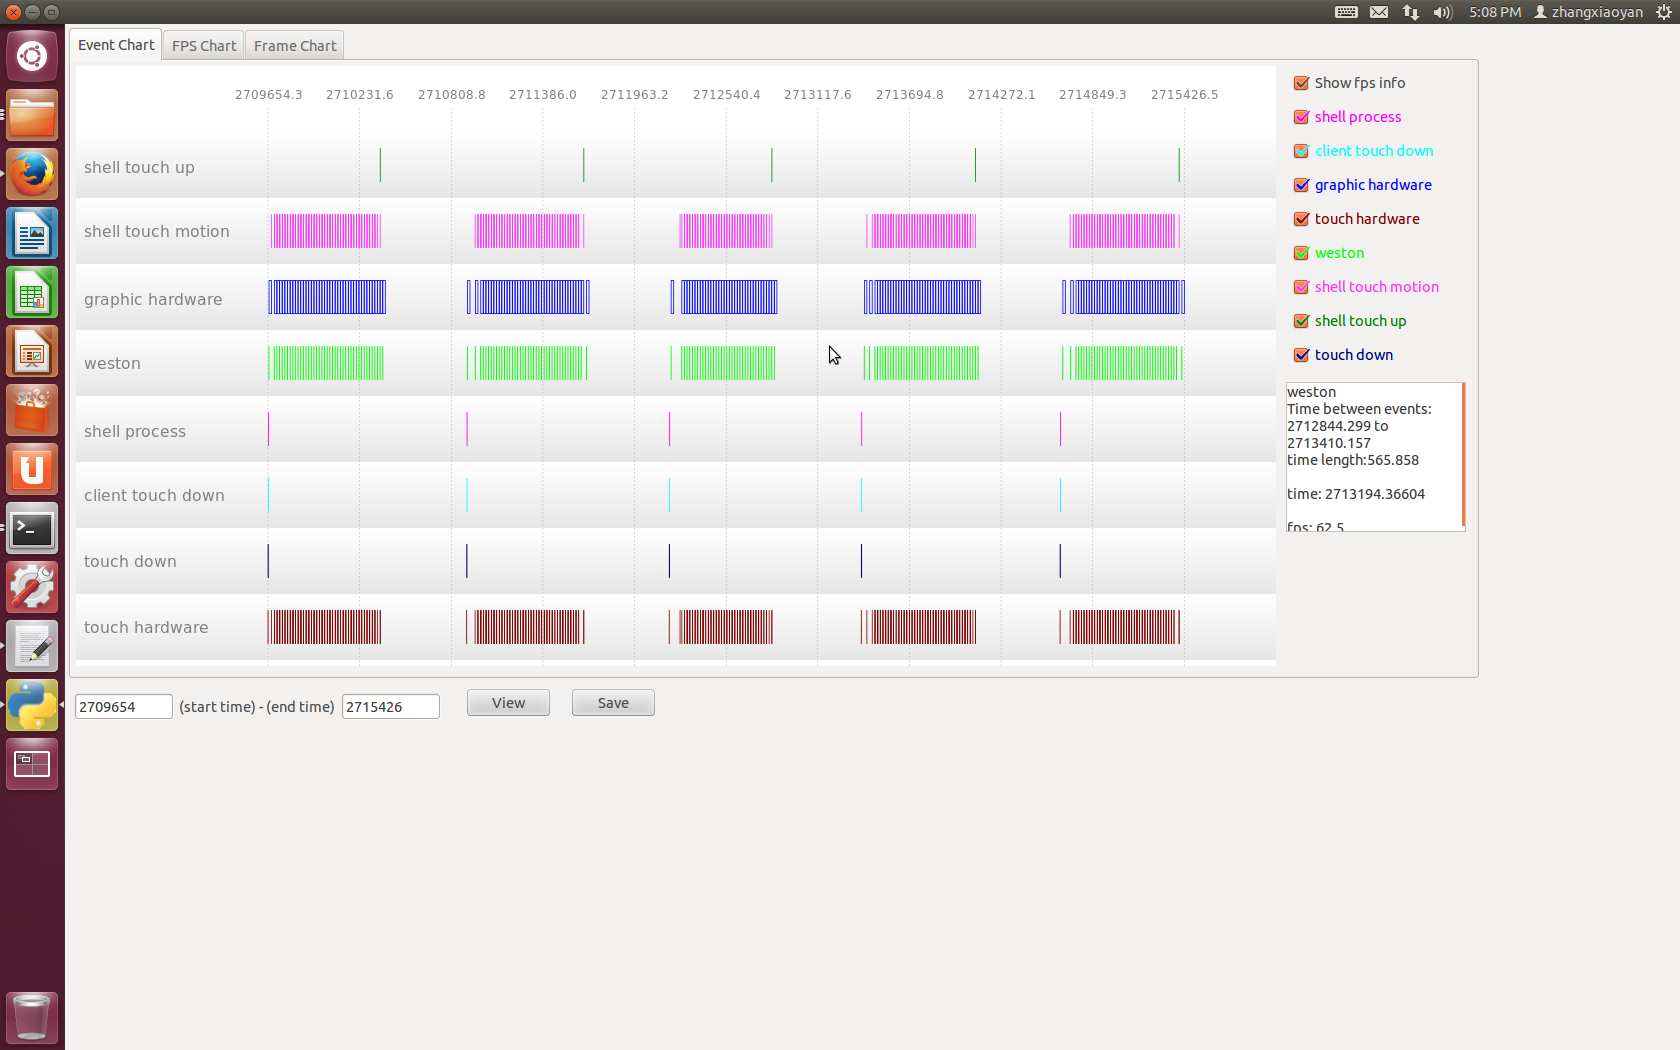 5:08 PM zhangxiaoyan
Event Chart FPS Chart Frame Chart
2709654.3 2710231.6 2710808.8 2711386.0 2711963.2 2712540.4 2713117.6 2713694.8 2714272.1 2714849.3 2715426.5
shell touch up
shell touch motion
graphic hardware
weston
shell process
client touch down
touch down
touch hardware
Show fps info
shell process
client touch down
graphic hardware
touch hardware
weston
shell touch motion
shell touch up
touch down
weston
Time between events:
2712844.299 to
2713410.157
time length:565.858
time: 2713194.36604
fps: 62.5
2709654 (start time) - (end time) 2715426 View Save